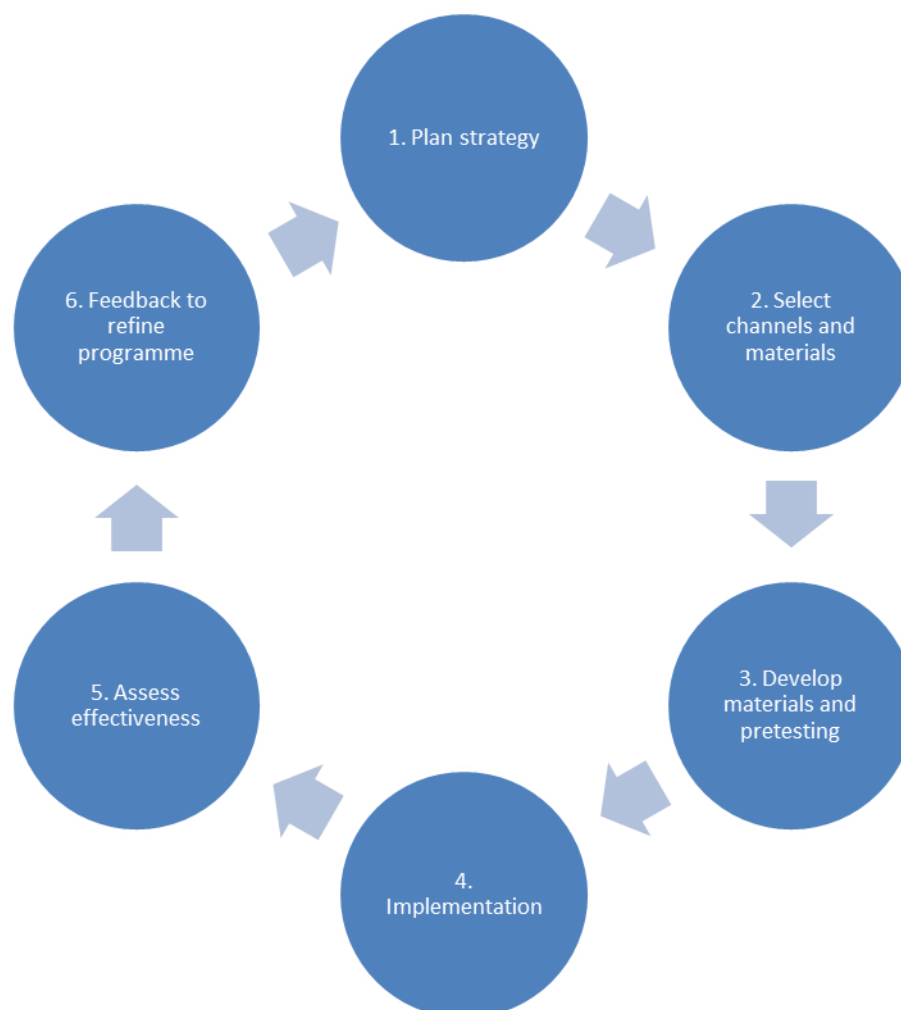 1. Plan strategy
2. Select
channels and
materials
3. Develop
materials and
pretesting
4.
Implementation
5. Assess
effectiveness
6. Feedback to
refine
programme